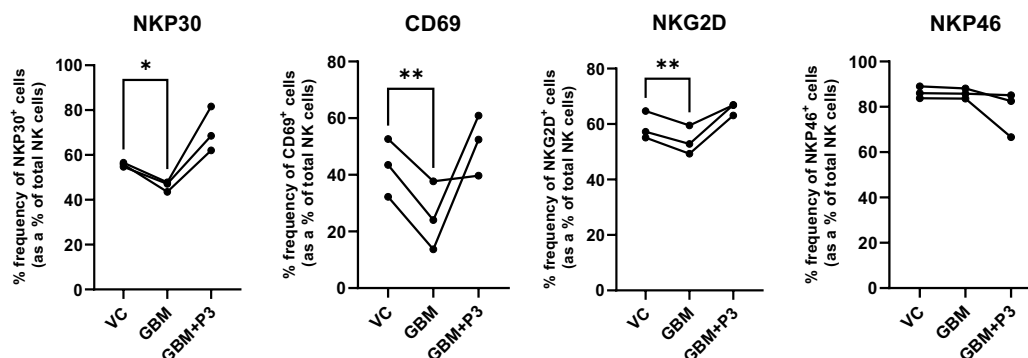 NKP30
% frequency of NKP30+ cells
(as a % of total NK cells)
100
80
60
40
20
0
*
VC
GBM
GBM+P3
CD69
% frequency of CD69+ cells
(as a % of total NK cells)
80
60
40
20
0
**
VC
GBM
GBM+P3
NKG2D
% frequency of NKG2D+ cells
(as a % of total NK cells)
80
60
40
20
0
**
VC
GBM
GBM+P3
NKP46
% frequency of NKP46+ cells
(as a % of total NK cells)
100
80
60
40
20
0
VC
GBM
GBM+P3